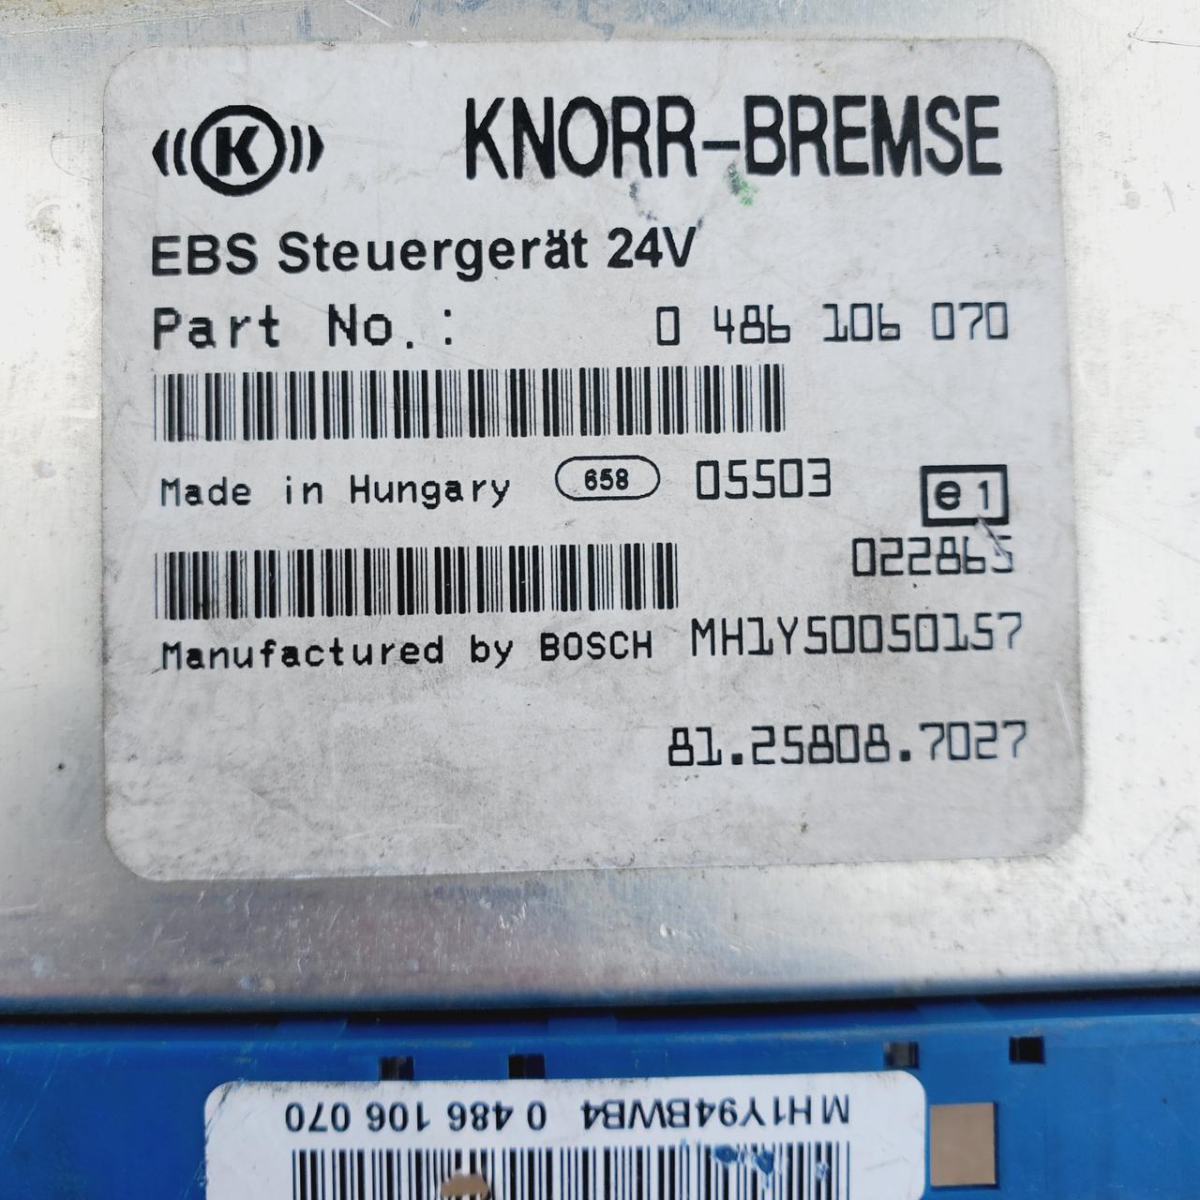 K KNORR-BREMSE
EBS Steuergerät 24V
Part No.: 0 486 106 070
Made in Hungary 658 05503
e1
022865
Manufactured by BOSCH MH1Y50050157
81.25808.7027
MH1Y94BWB4 0 486 106 070